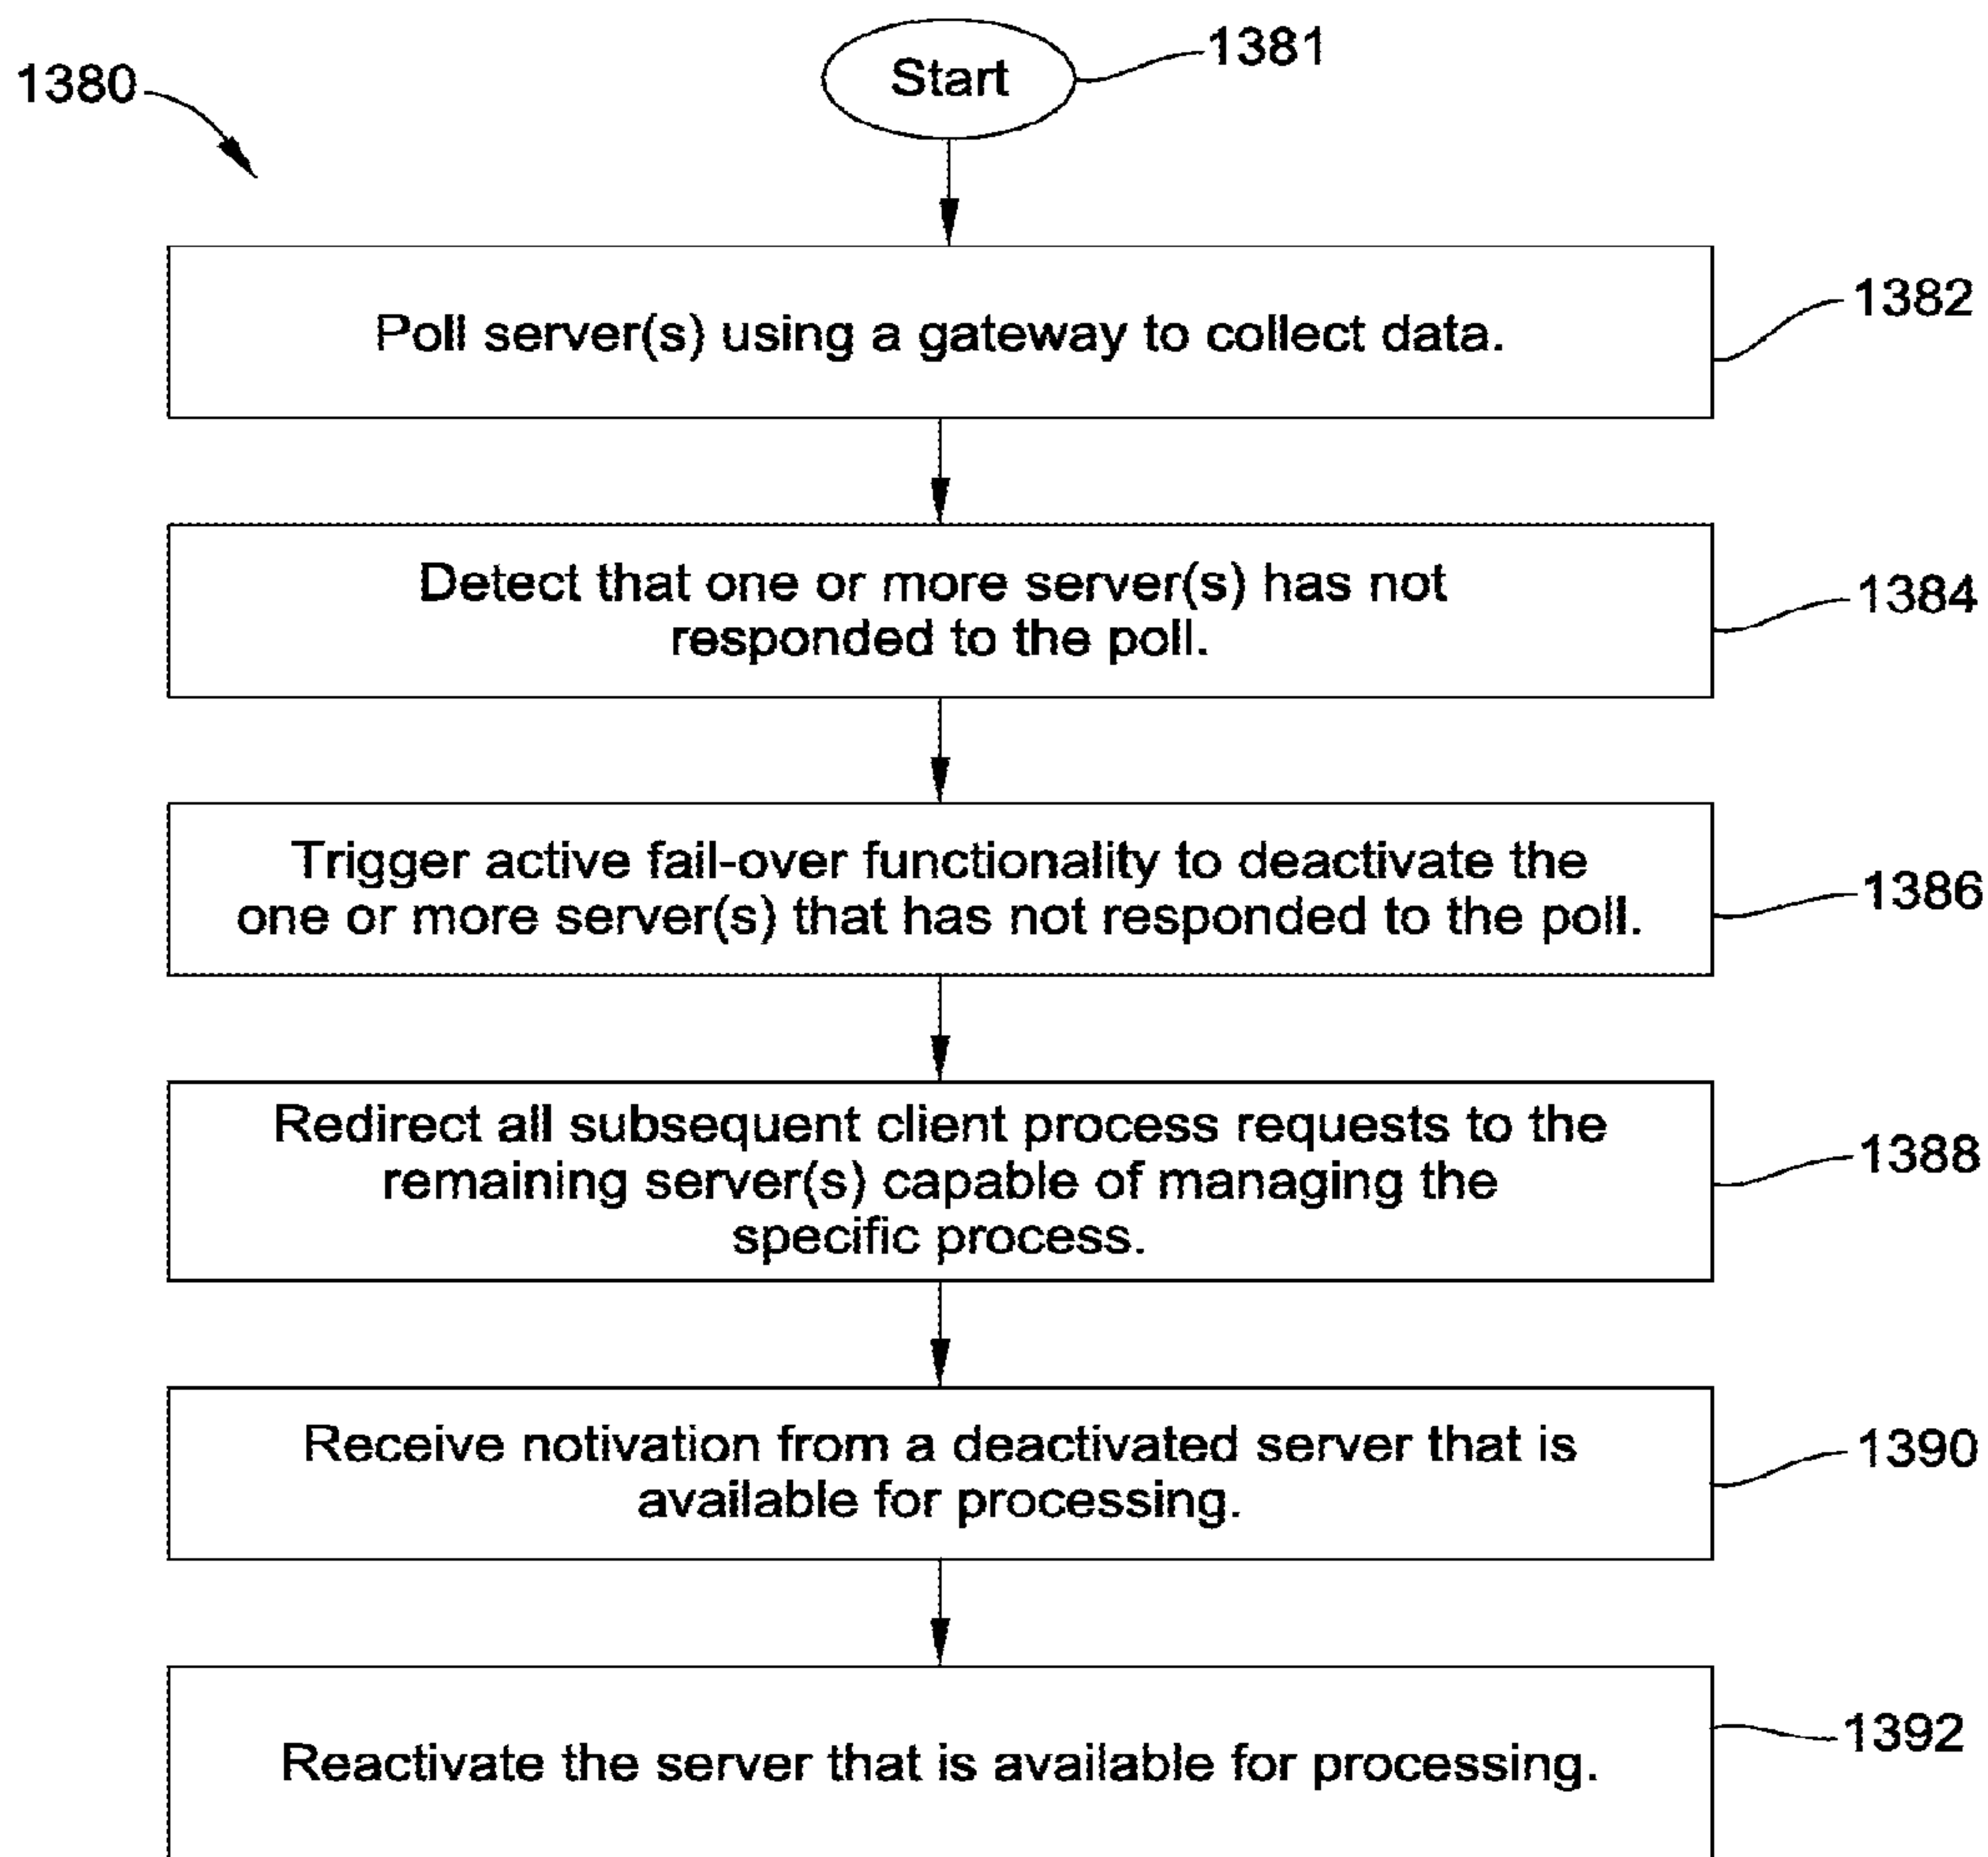 1380
Start
1381
Poll server(s) using a gateway to collect data.
1382
Detect that one or more server(s) has not
responded to the poll.
1384
Trigger active fail-over functionality to deactivate the
one or more server(s) that has not responded to the poll.
1386
Redirect all subsequent client process requests to the
remaining server(s) capable of managing the
specific process.
1388
Receive notivation from a deactivated server that is
available for processing.
1390
Reactivate the server that is available for processing.
1392